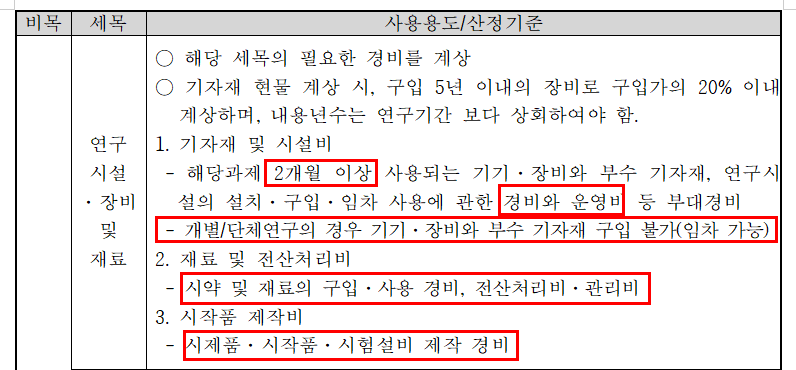 비목 세목 사용용도/산정기준
○ 해당 세목의 필요한 경비를 계상
○ 기자재 현물 계상 시, 구입 5년 이내의 장비로 구입가의 20% 이내
계상하며, 내용년수는 연구기간 보다 상회하여야 함.
연구
시설
·장비
및
재료
1. 기자재 및 시설비
- 해당과제 2개월 이상 사용되는 기기·장비와 부수 기자재, 연구시
설의 설치·구입·임차 사용에 관한 경비와 운영비 등 부대경비
- 개별/단체연구의 경우 기기·장비와 부수 기자재 구입 불가(임차 가능)
2. 재료 및 전산처리비
- 시약 및 재료의 구입·사용 경비, 전산처리비·관리비
3. 시작품 제작비
- 시제품·시작품·시험설비 제작 경비